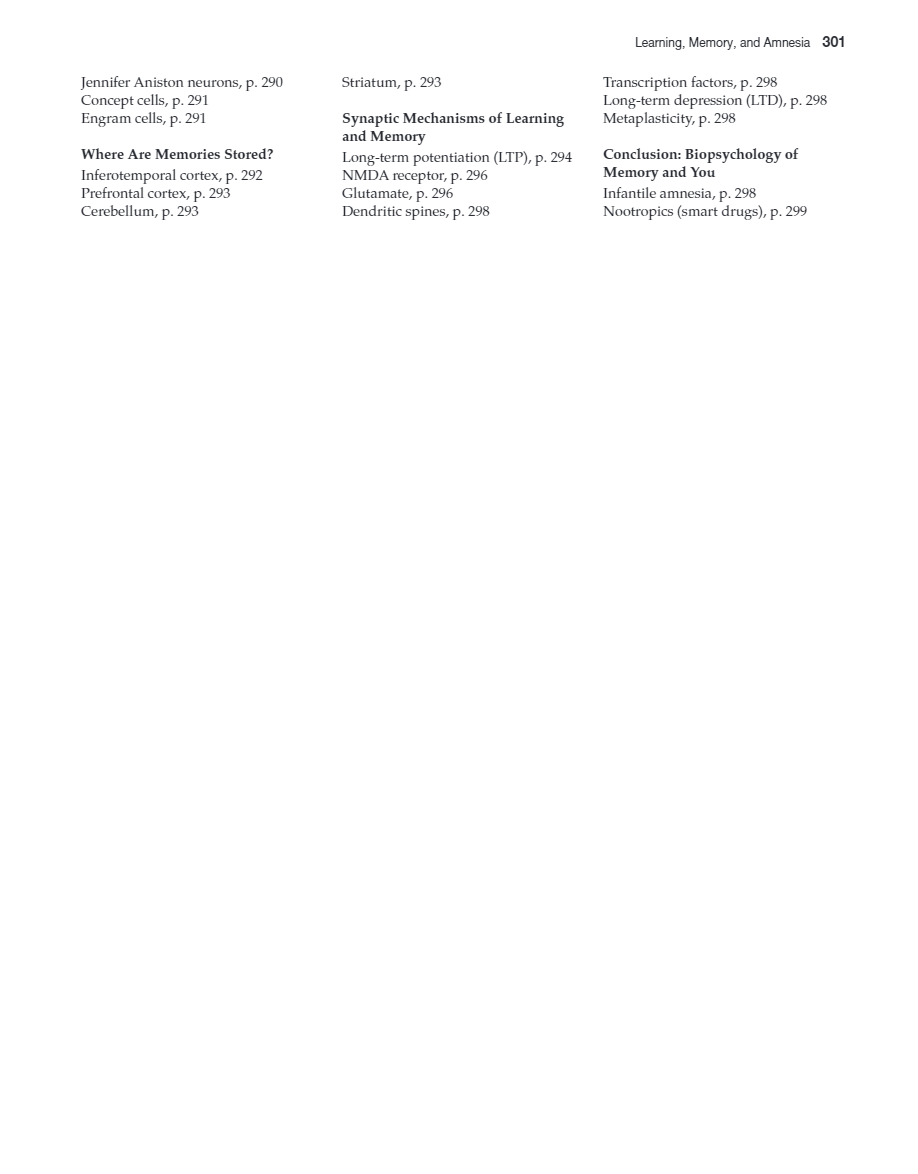 Learning, Memory, and Amnesia 301
Jennifer Aniston neurons, p. 290
Concept cells, p. 291
Engram cells, p. 291
Where Are Memories Stored?
Inferotemporal cortex, p. 292
Prefrontal cortex, p. 293
Cerebellum, p. 293
Striatum, p. 293
Synaptic Mechanisms of Learning
and Memory
Long-term potentiation (LTP), p. 294
NMDA receptor, p. 296
Glutamate, p. 296
Dendritic spines, p. 298
Transcription factors, p. 298
Long-term depression (LTD), p. 298
Metaplasticity, p. 298
Conclusion: Biopsychology of
Memory and You
Infantile amnesia, p. 298
Nootropics (smart drugs), p. 299